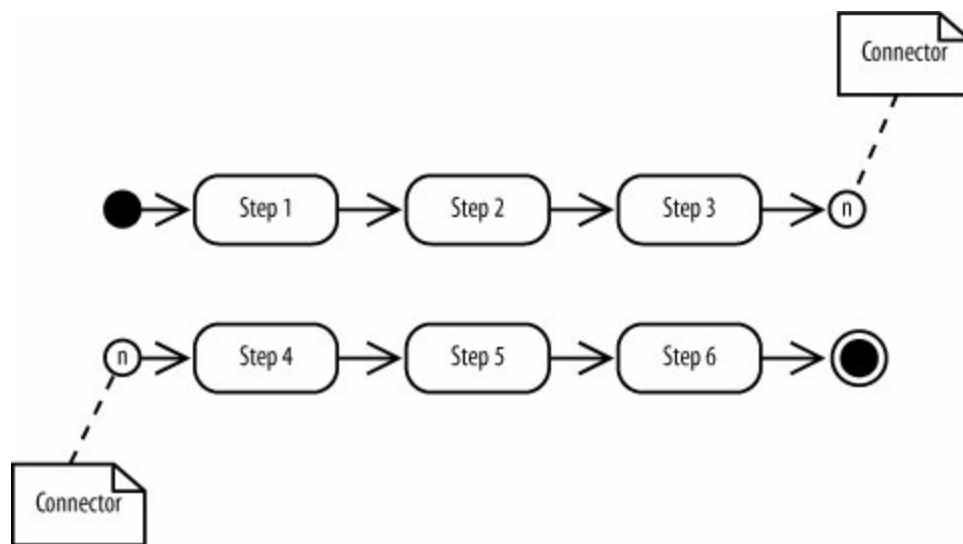 Connector
Step 1
Step 2
Step 3
n
n
Step 4
Step 5
Step 6
Connector